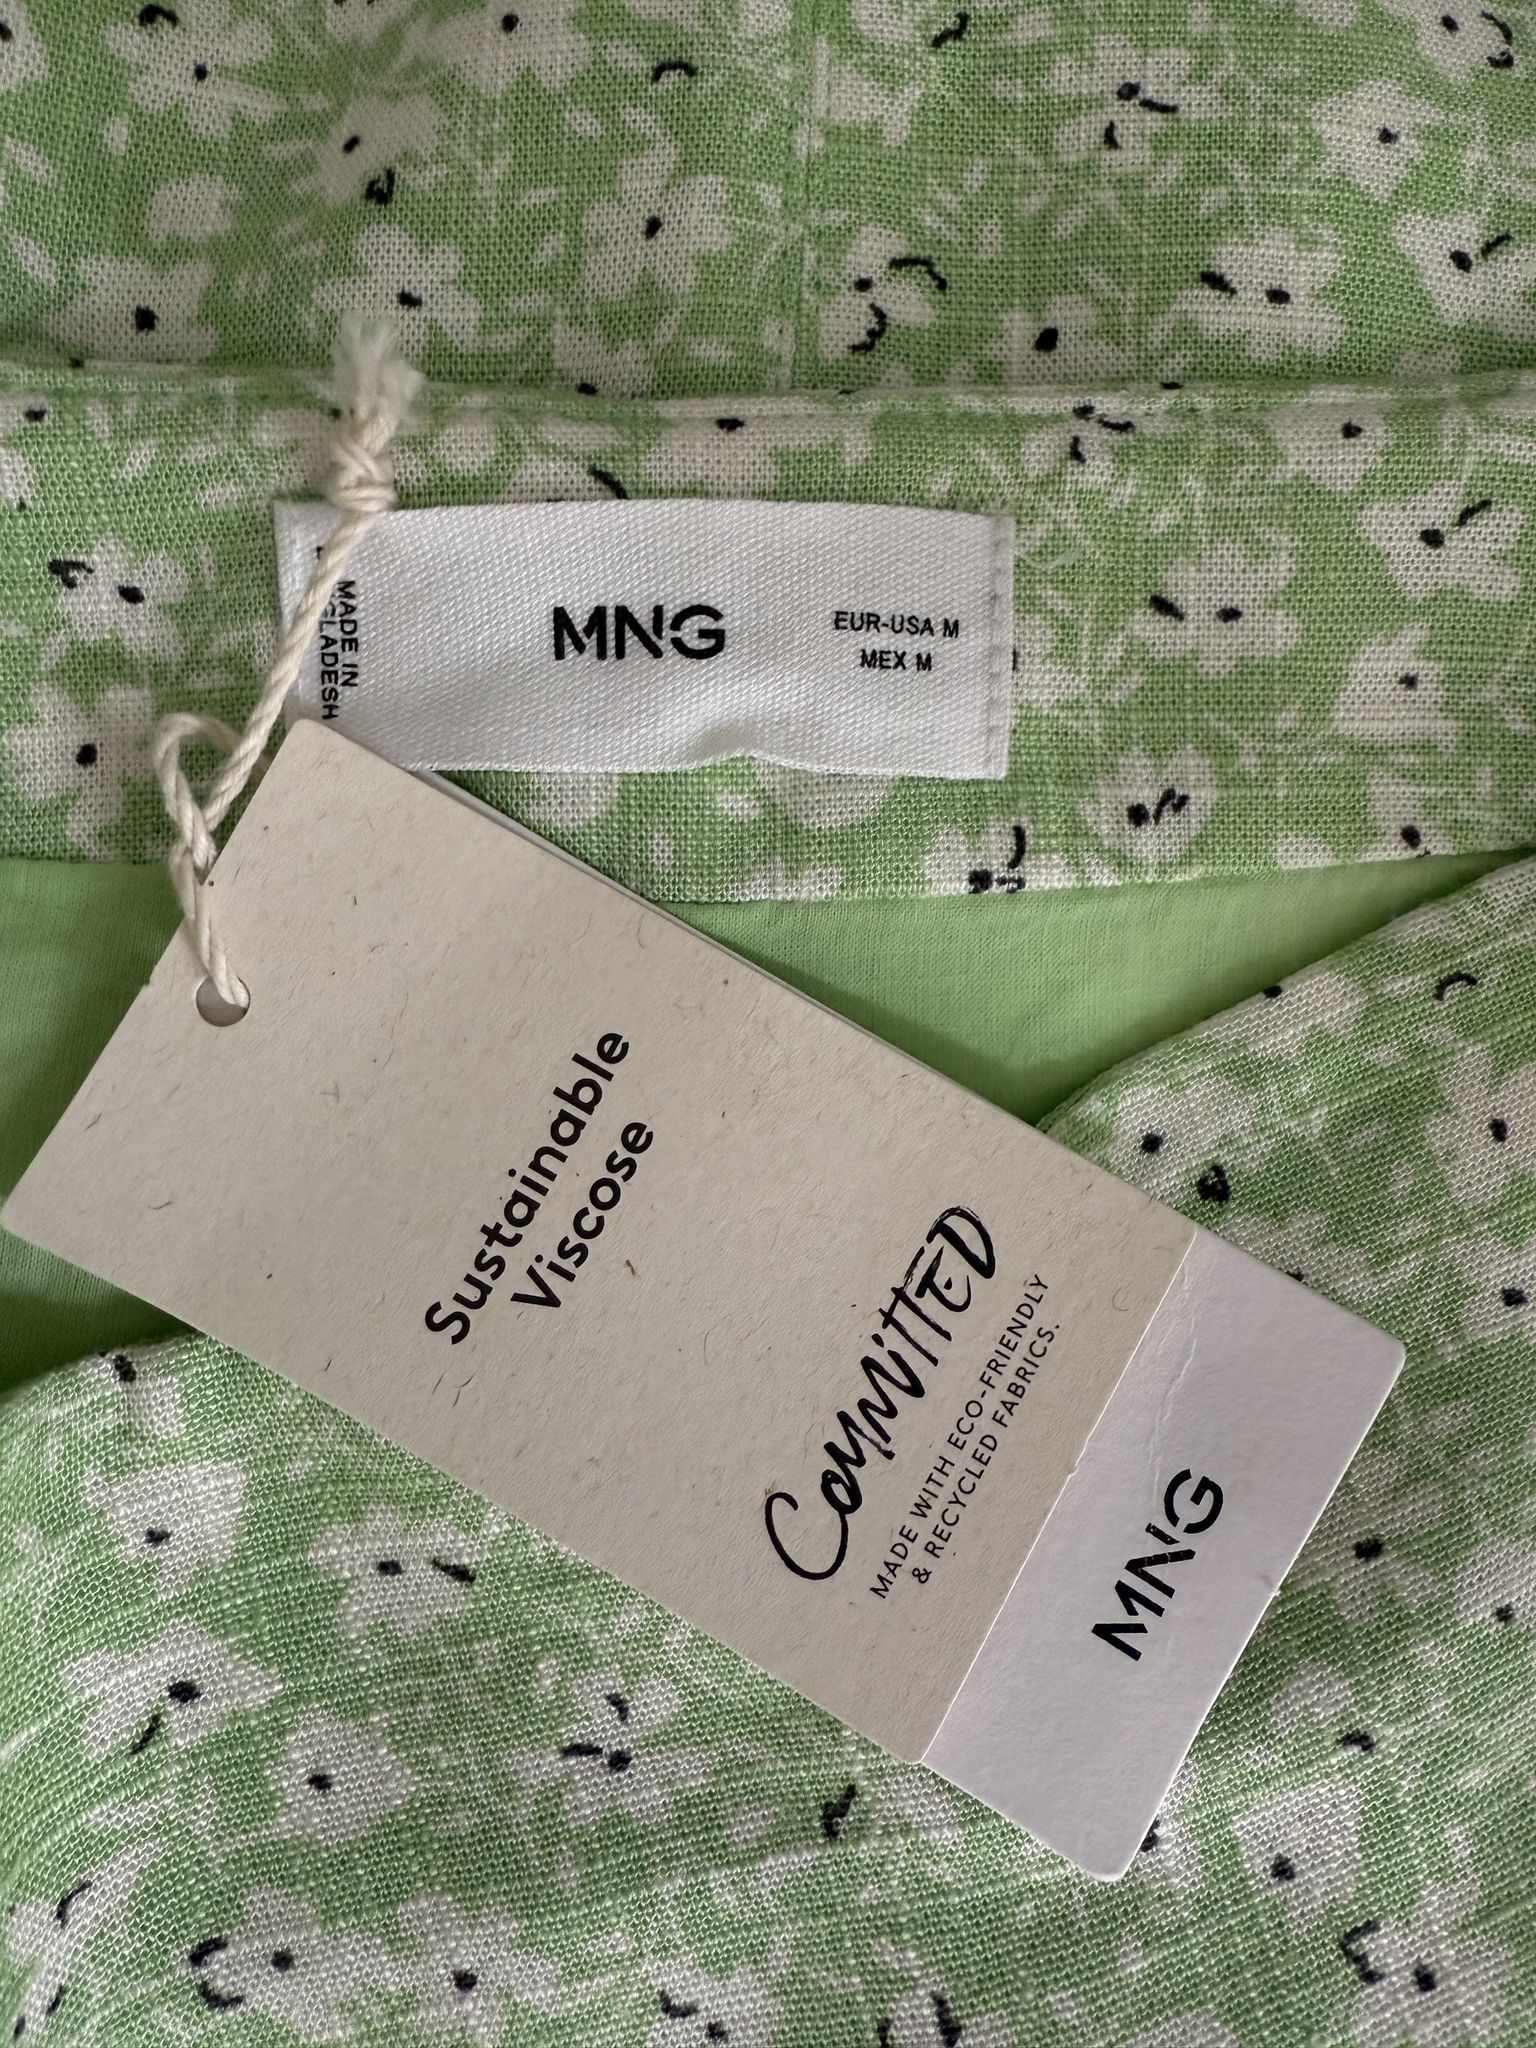 MNG
EUR-USA M
MEX M
MADE IN
Sustainable
Viscose
COMMITTED
MADE WITH ECO-FRIENDLY
& RECYCLED FABRICS.
MNG